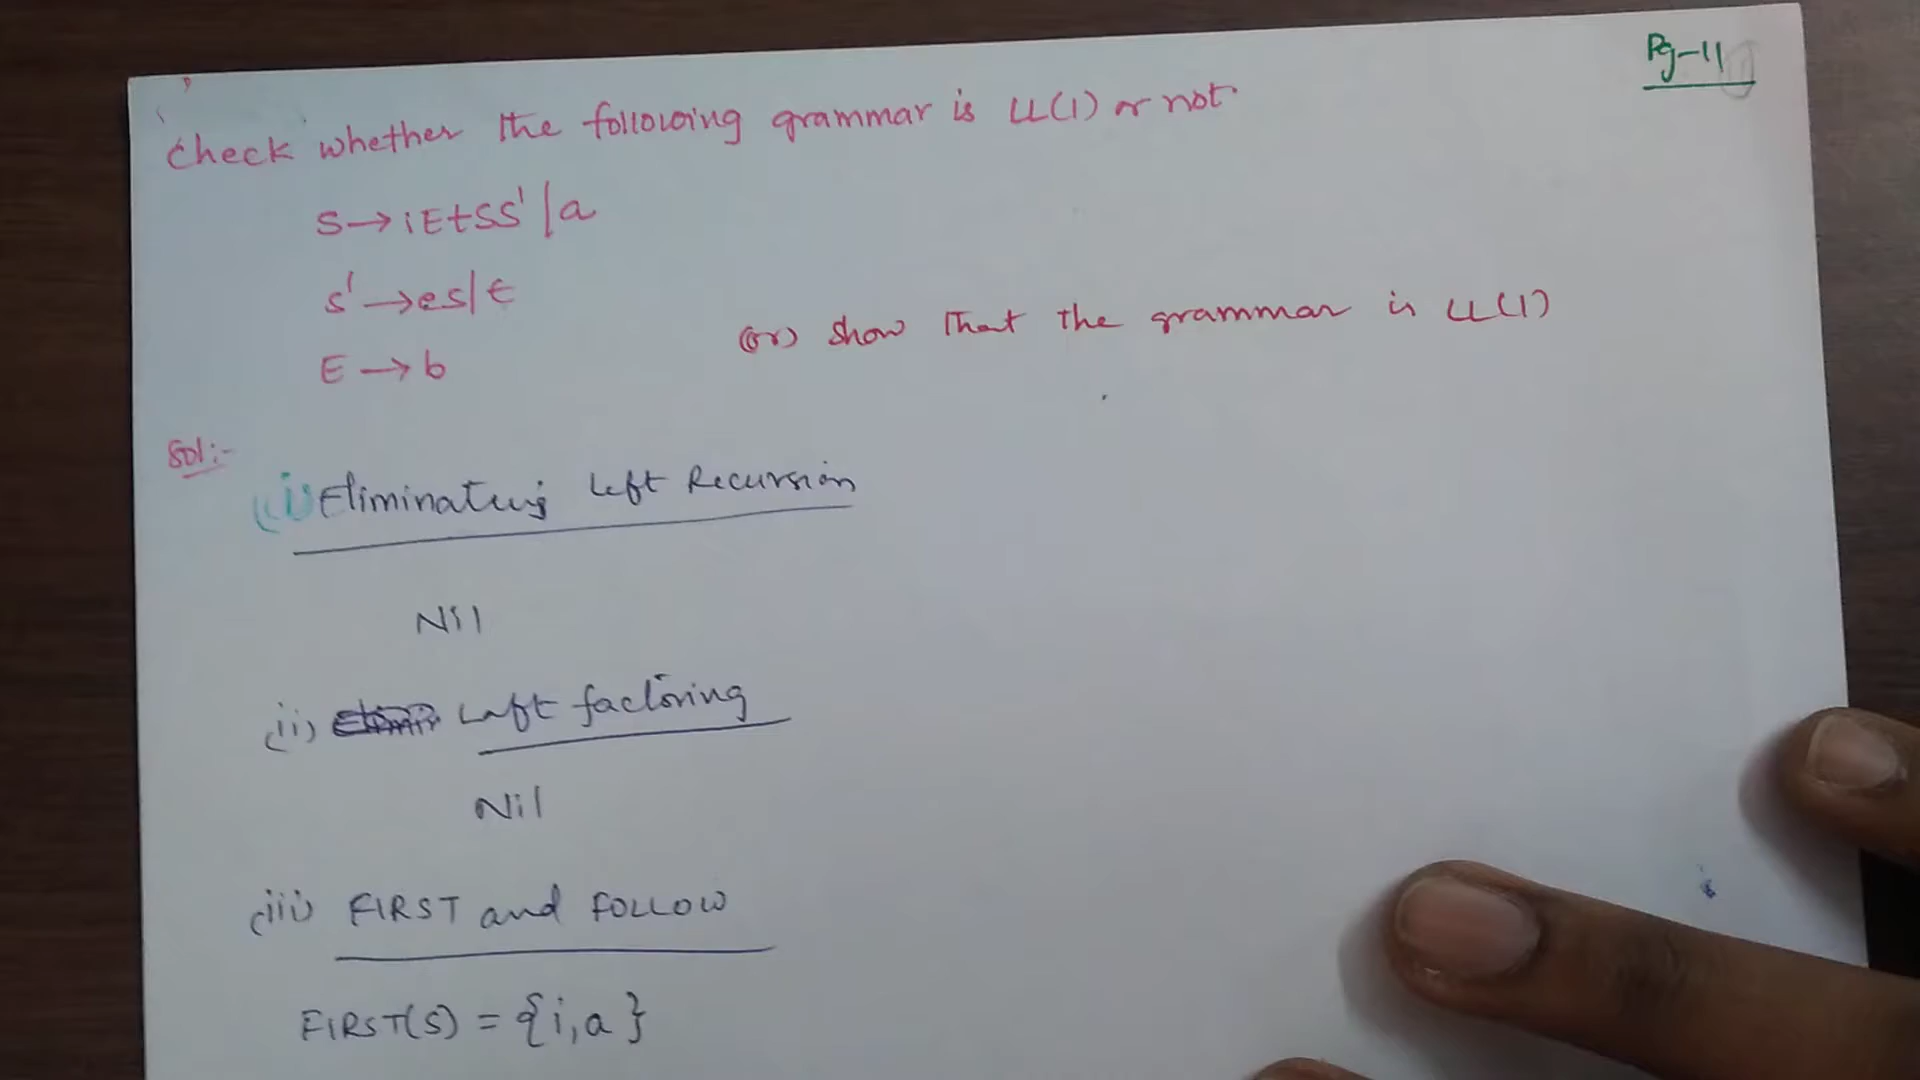 Pg-11
Check whether the following grammar is LL(1) or not.
S→iEtSS'|a
S'→eS|ϵ
E→b
(or) show that the grammar is LL(1)
Sol:-
(i) Eliminating Left Recursion
Nil
(ii) Left factoring
Nil
(iii) FIRST and FOLLOW
FIRST(S) = {i,a}